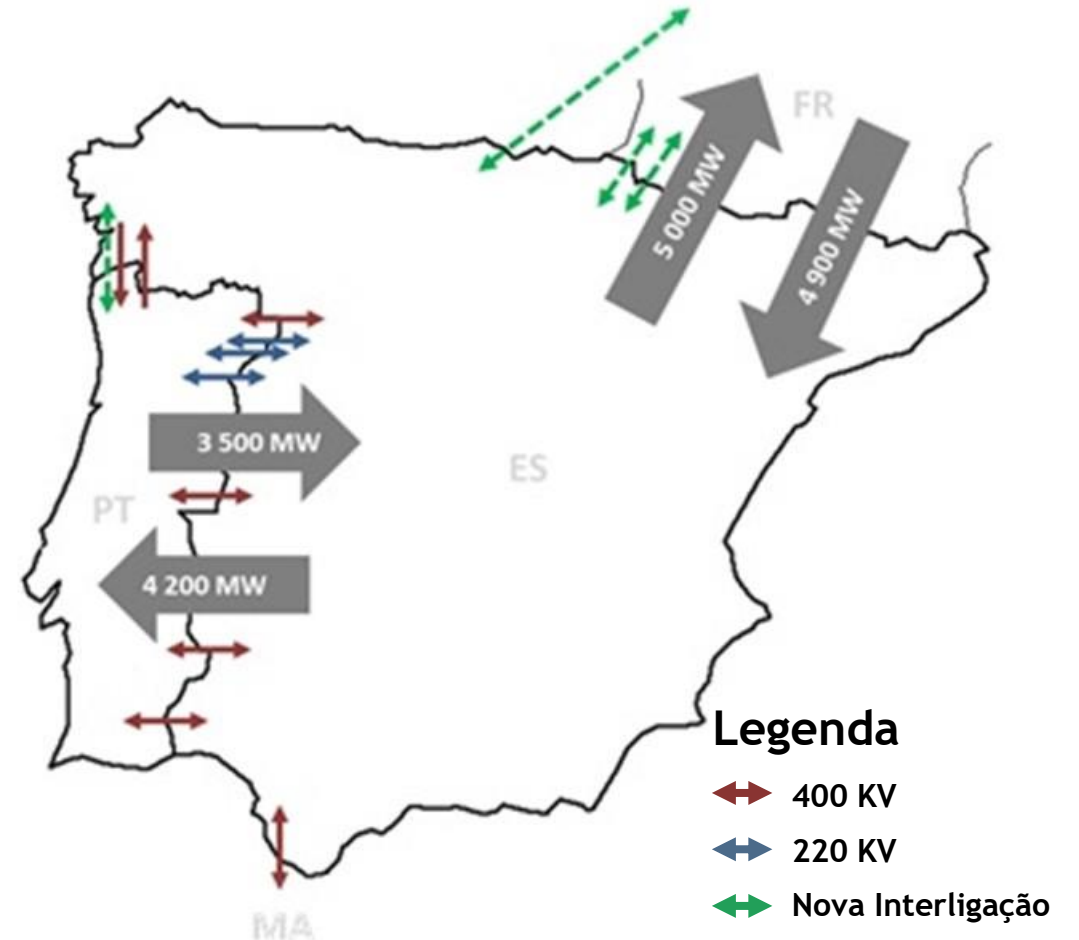 FR
5 000 MW
4 900 MW
3 500 MW
ES
PT
4 200 MW
Legenda
400 KV
220 KV
Nova Interligação
MA